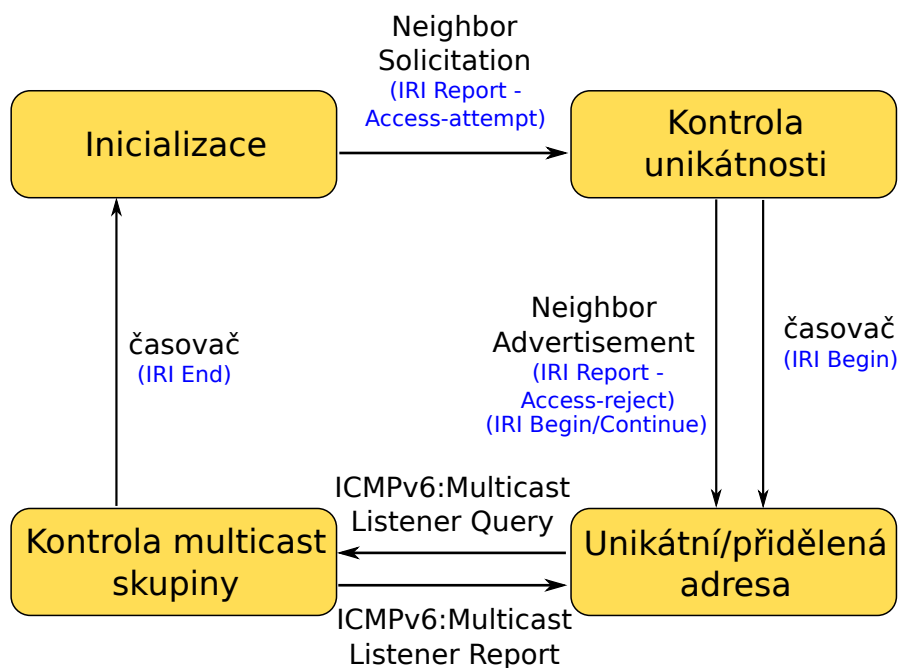 Neighbor
Solicitation
(IRI Report -
Access-attempt)
Inicializace
Kontrola
unikátnosti
Neighbor
Advertisement
(IRI Report -
Access-reject)
(IRI Begin/Continue)
časovač
(IRI Begin)
časovač
(IRI End)
ICMPv6:Multicast
Listener Query
Kontrola multicast
skupiny
Unikátní/přidělená
adresa
ICMPv6:Multicast
Listener Report